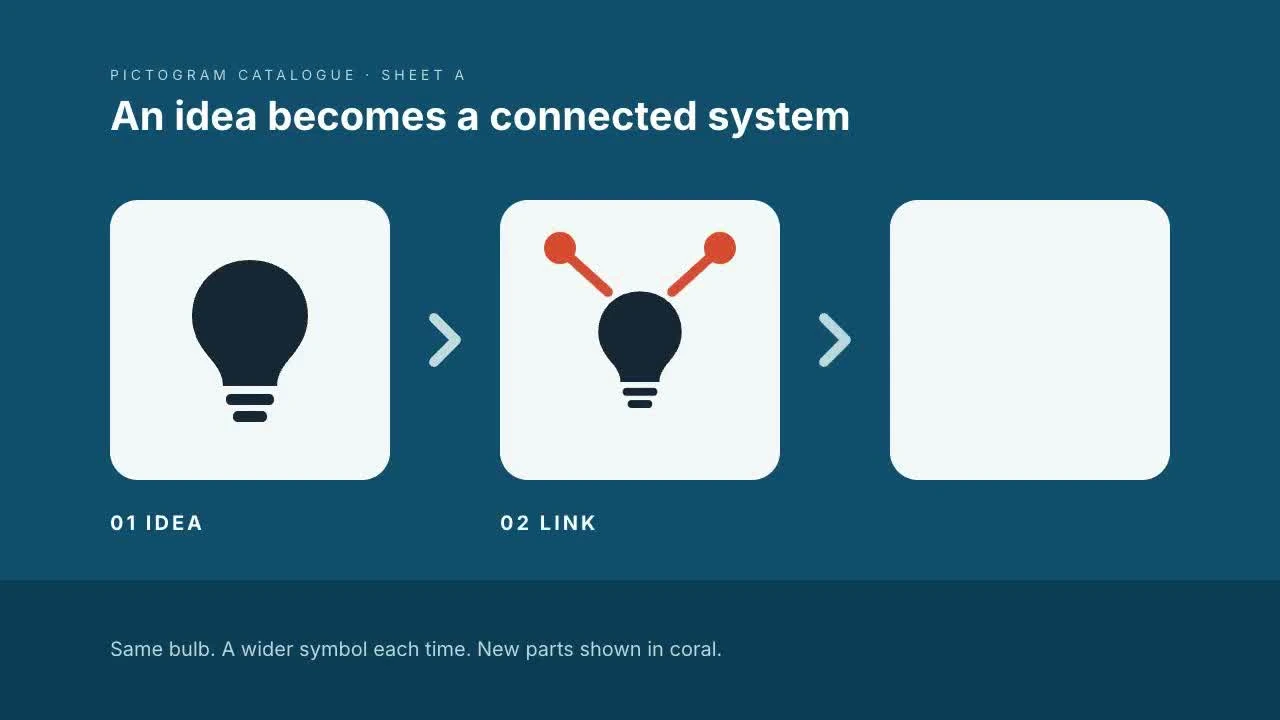 PICTOGRAM CATALOGUE · SHEET A
An idea becomes a connected system
01 IDEA
02 LINK
Same bulb. A wider symbol each time. New parts shown in coral.